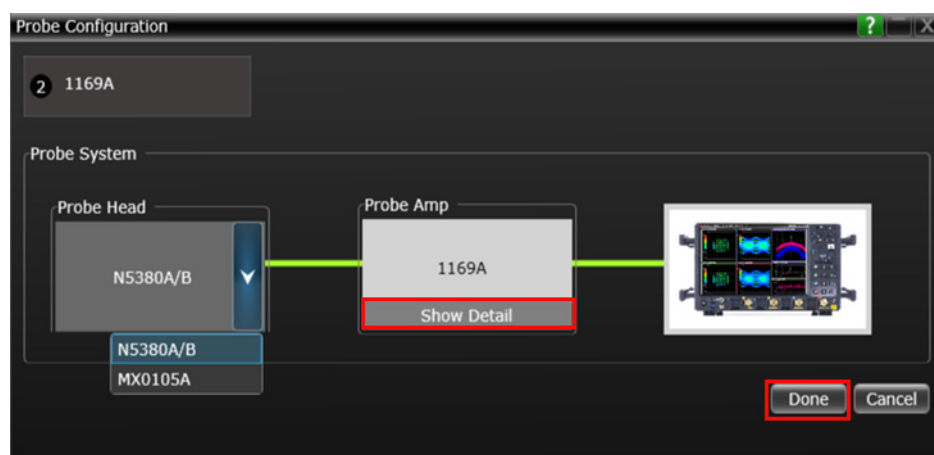 Probe Configuration
?
X
2 1169A
Probe System
Probe Head
Probe Amp
N5380A/B
1169A
Show Detail
N5380A/B
MX0105A
Done
Cancel